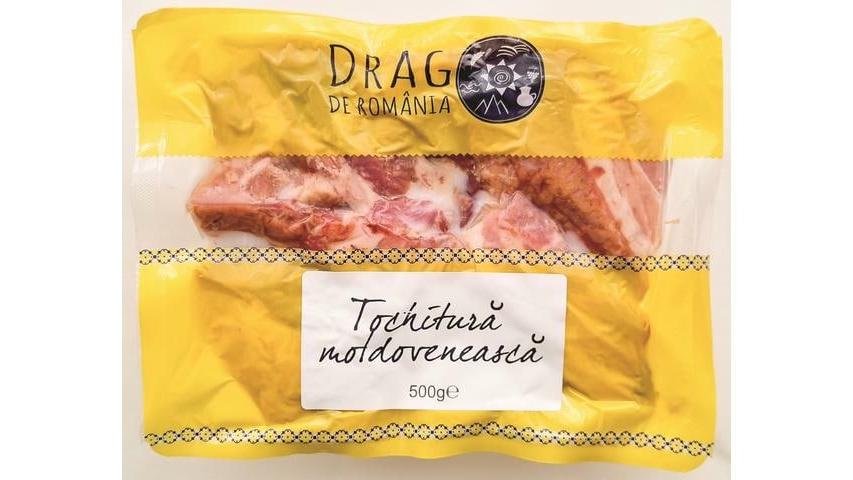 DRAG
DE ROMÂNIA
Tochitură
moldovenească
500g℮